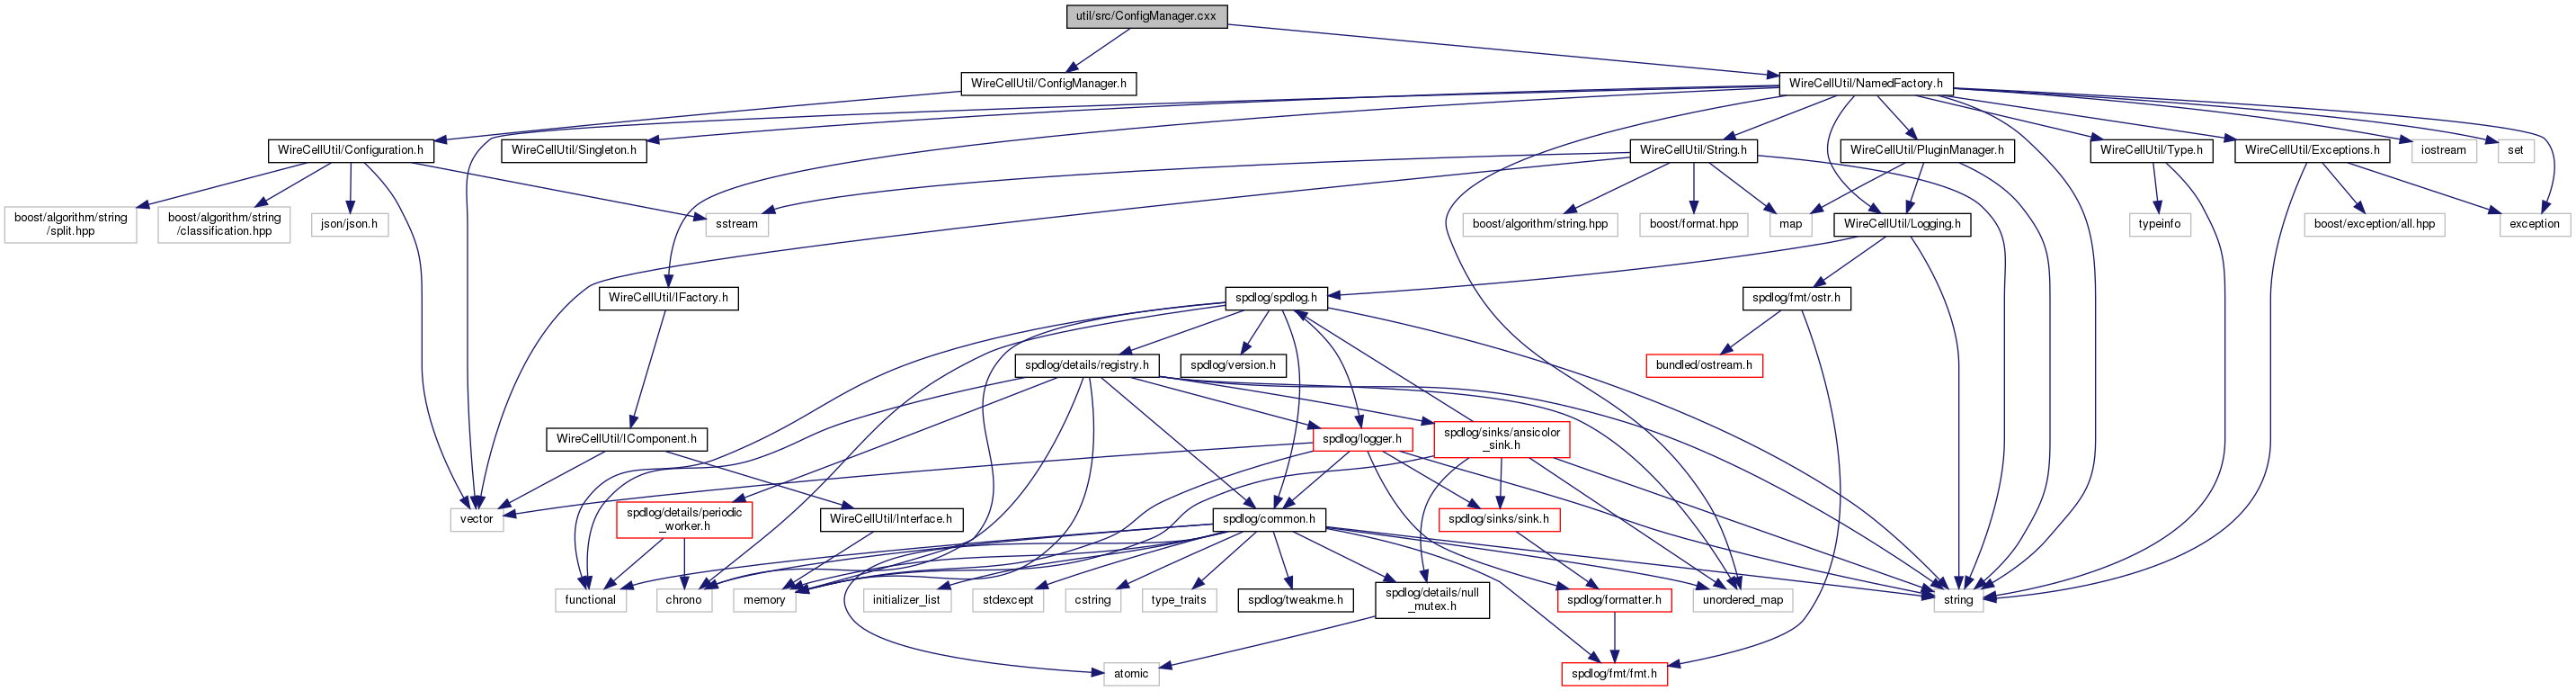 util/src/ConfigManager.cxx
WireCellUtil/ConfigManager.h
WireCellUtil/NamedFactory.h
WireCellUtil/Configuration.h
WireCellUtil/Singleton.h
WireCellUtil/String.h
WireCellUtil/PluginManager.h
WireCellUtil/Type.h
WireCellUtil/Exceptions.h
iostream
set
boost/algorithm/string
/split.hpp
boost/algorithm/string
/classification.hpp
json/json.h
sstream
boost/algorithm/string.hpp
boost/format.hpp
map
WireCellUtil/Logging.h
typeinfo
boost/exception/all.hpp
exception
WireCellUtil/IFactory.h
spdlog/spdlog.h
spdlog/fmt/ostr.h
spdlog/details/registry.h
spdlog/version.h
bundled/ostream.h
WireCellUtil/IComponent.h
spdlog/logger.h
spdlog/sinks/ansicolor
_sink.h
vector
spdlog/details/periodic
_worker.h
WireCellUtil/Interface.h
spdlog/common.h
spdlog/sinks/sink.h
functional
chrono
memory
initializer_list
stdexcept
cstring
type_traits
spdlog/tweakme.h
spdlog/details/null
_mutex.h
spdlog/formatter.h
unordered_map
string
atomic
spdlog/fmt/fmt.h